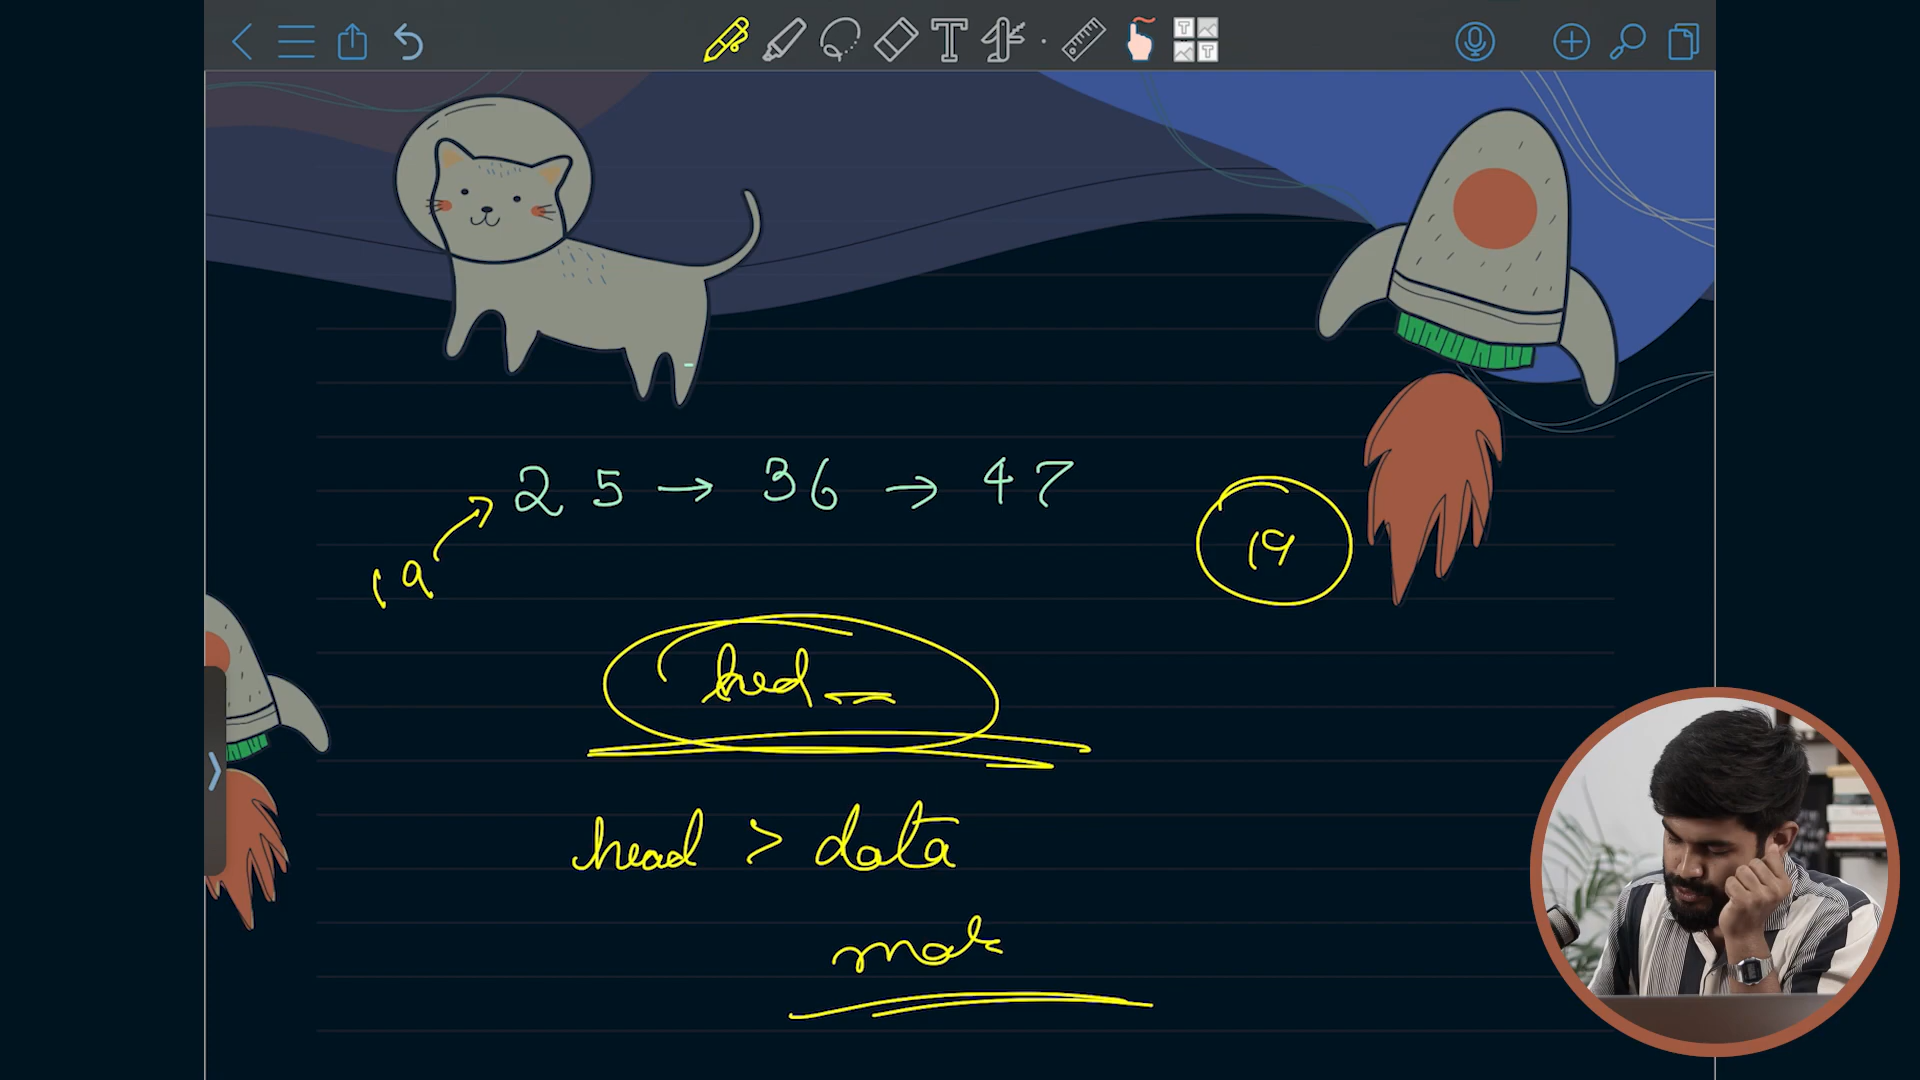 25 → 36 → 47
19
19
head
head > data